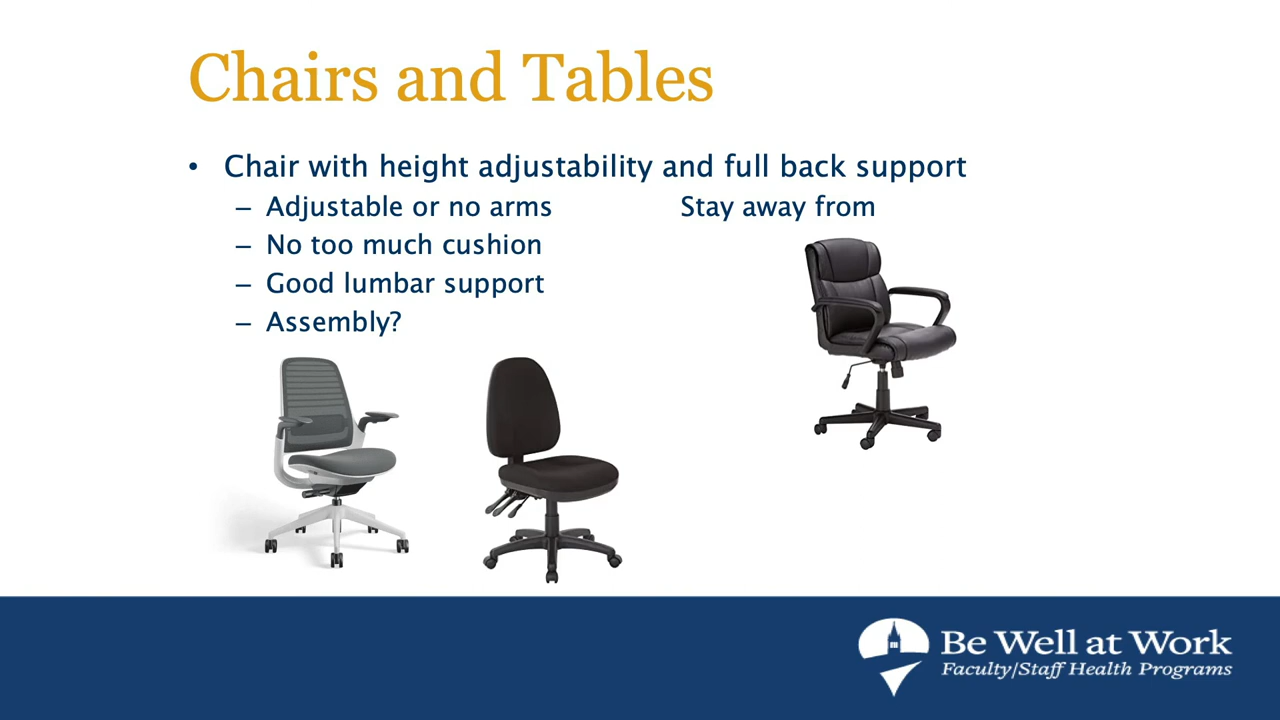 Chairs and Tables
• Chair with height adjustability and full back support
– Adjustable or no arms
– No too much cushion
– Good lumbar support
– Assembly?
Stay away from
Be Well at Work
Faculty/Staff Health Programs